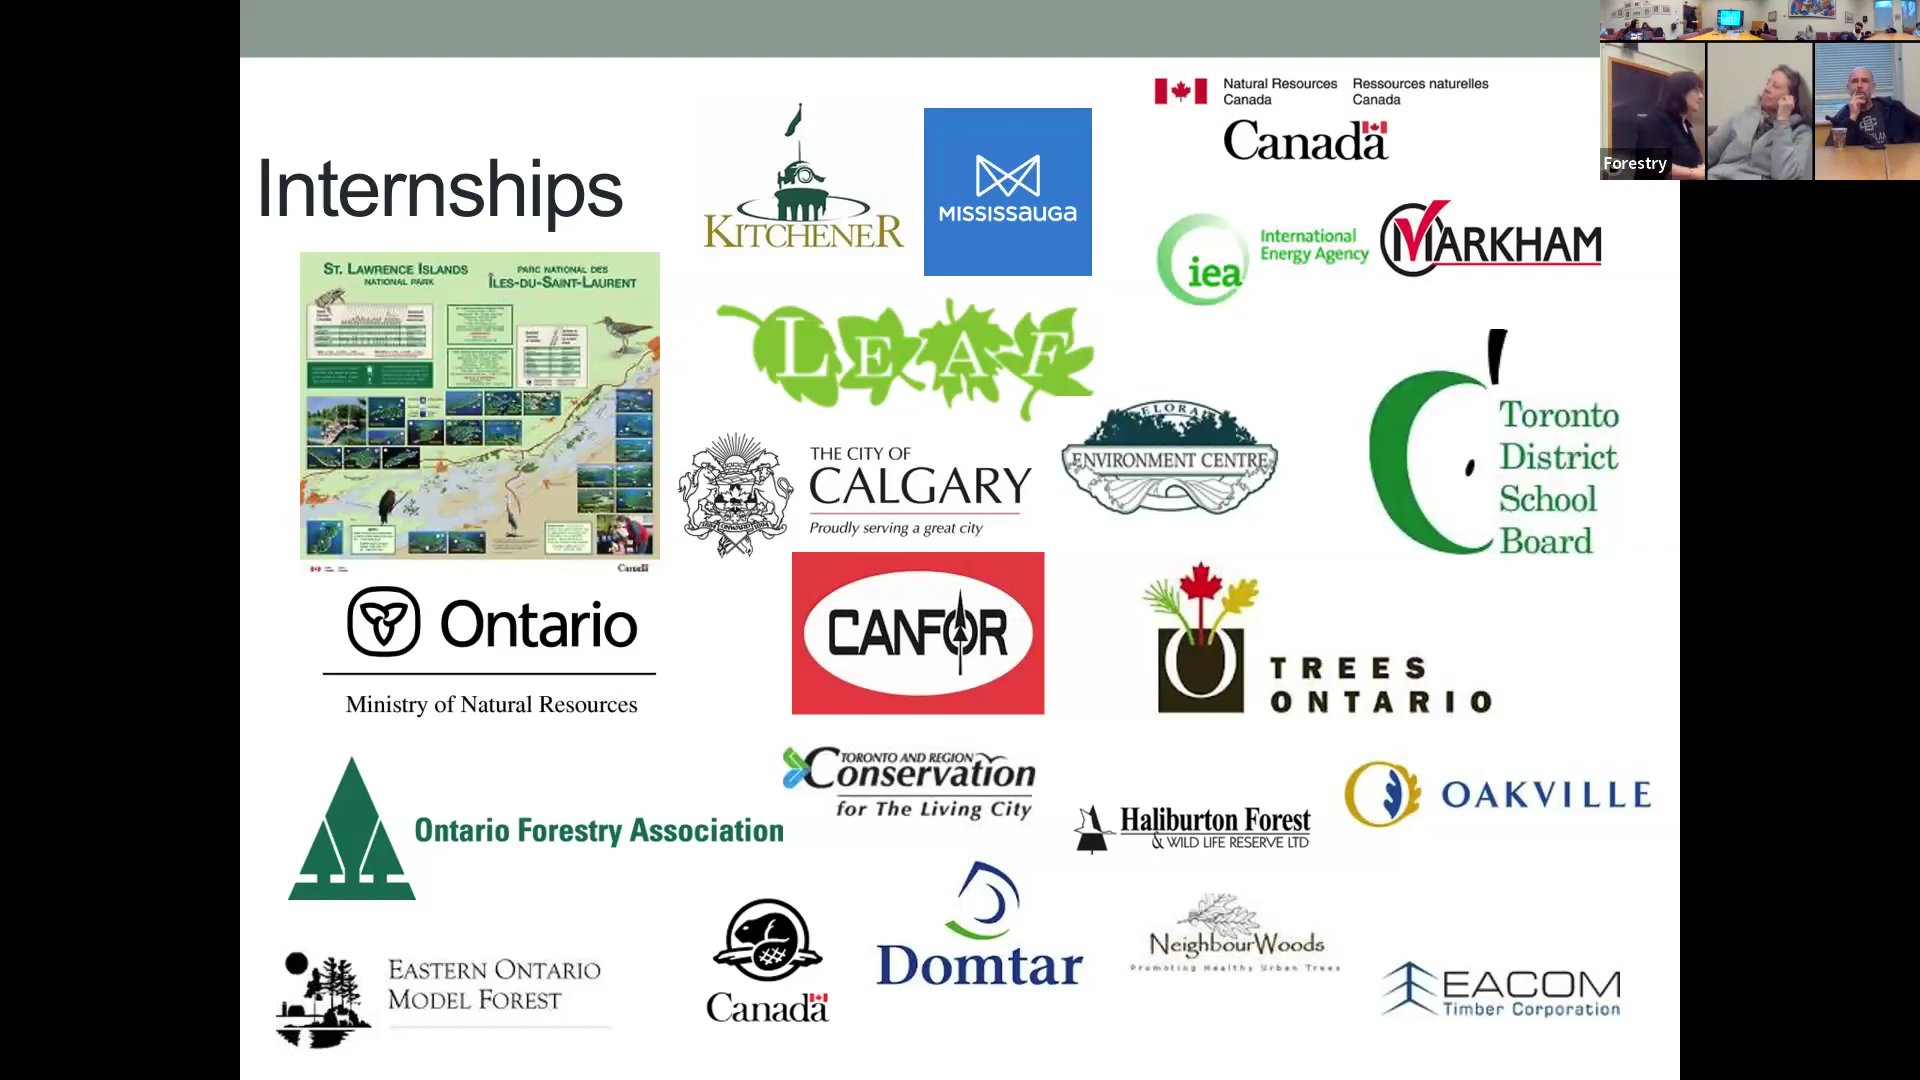 Internships
KITCHENER
MISSISSauGa
Natural Resources Canada
Ressources naturelles Canada
Canada
Forestry
iea
International
Energy Agency
MARKHAM
ST. LAWRENCE ISLANDS
NATIONAL PARK
PARC NATIONAL DES
ÎLES-DU-SAINT-LAURENT
Canada
LEAF
THE CITY OF
CALGARY
Proudly serving a great city
ELORA
ENVIRONMENT CENTRE
Toronto
District
School
Board
Ontario
Ministry of Natural Resources
CANFOR
TREES
ONTARIO
Ontario Forestry Association
TORONTO AND REGION
Conservation
for The Living City
Haliburton Forest
& WILD LIFE RESERVE LTD
OAKVILLE
EASTERN ONTARIO
MODEL FOREST
Canada
Domtar
NeighbourWoods
Promoting Healthy Urban Trees
EACOM
Timber Corporation